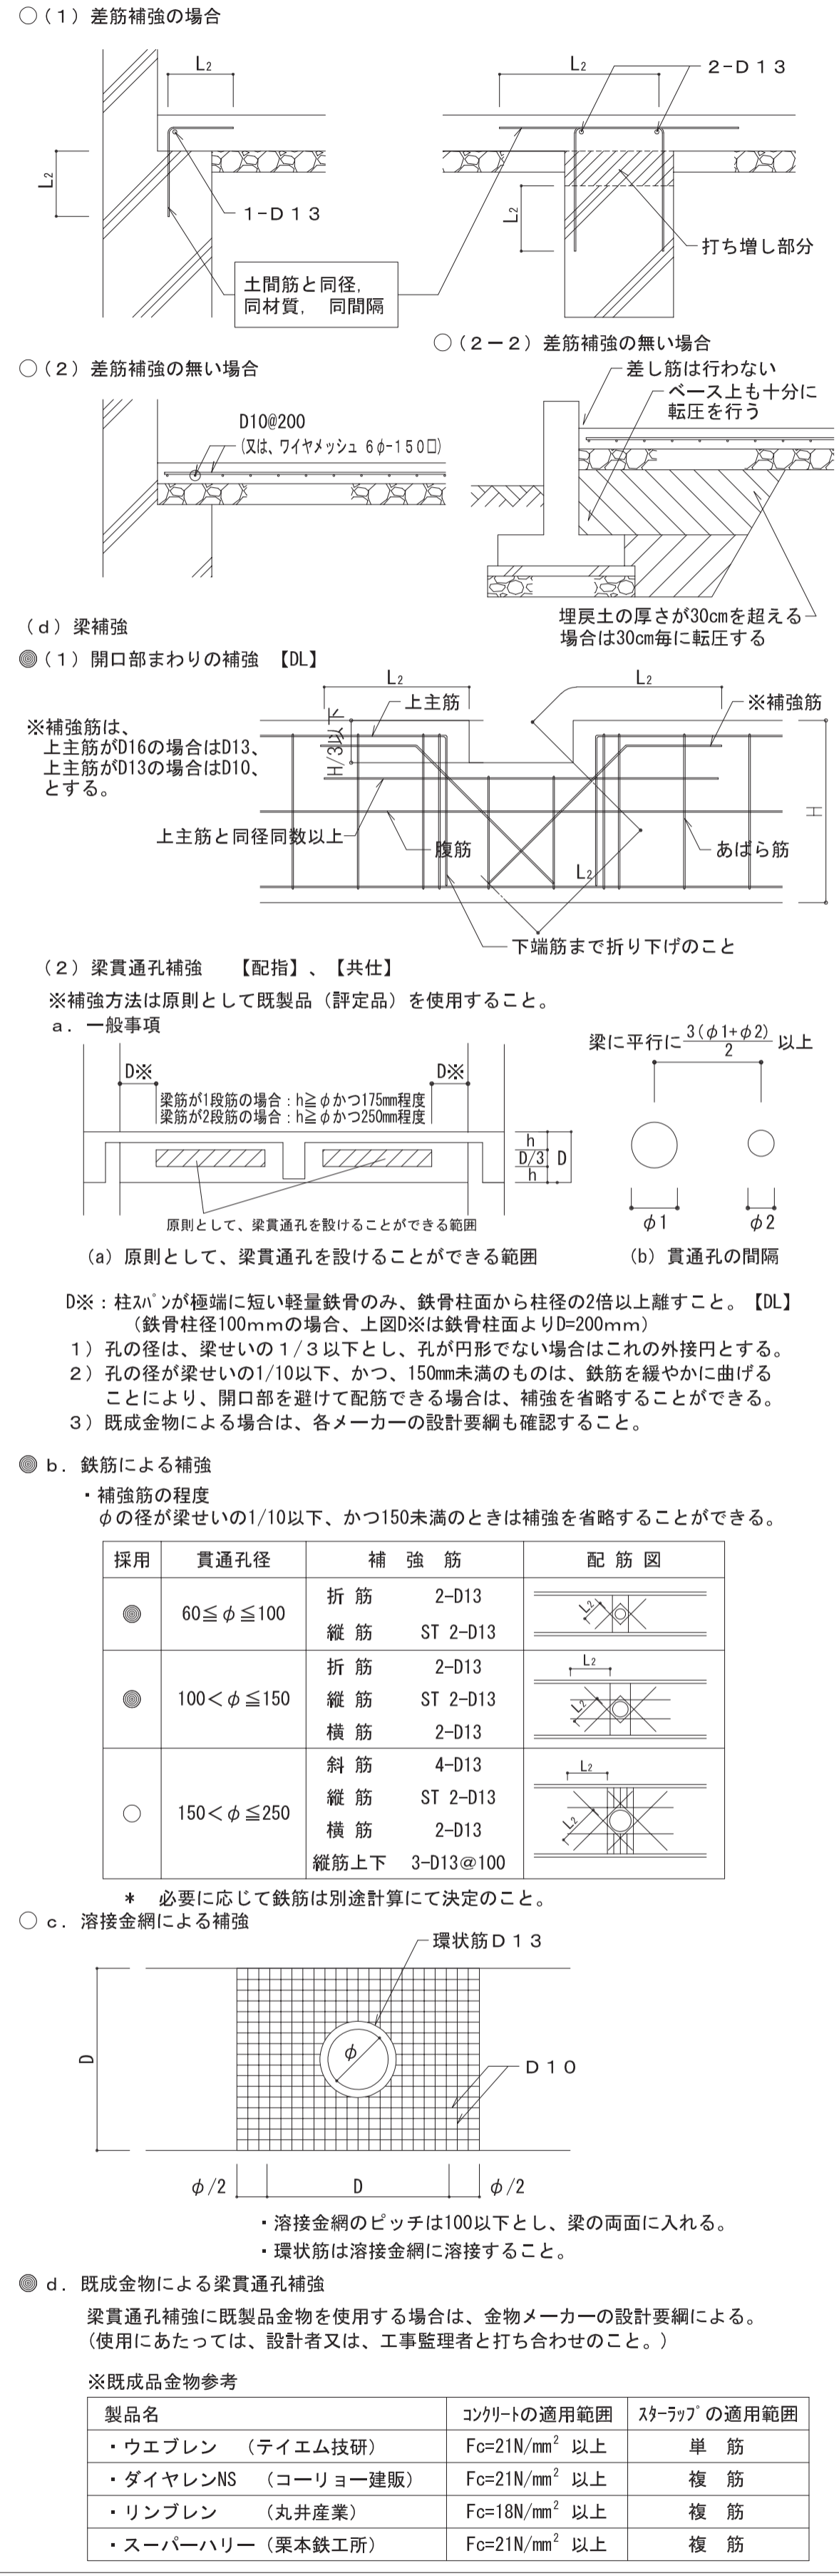 ○（１）差筋補強の場合
L2
L2
２−Ｄ１３
L2
L2
１−Ｄ１３
打ち増し部分
土間筋と同径,
同材質,　同間隔
○（２−２）差筋補強の無い場合
○（２）差筋補強の無い場合
差し筋は行わない
ベース上も十分に
転圧を行う
D10@200
(又は、ワイヤメッシュ ６φ-１５０□)
埋戻土の厚さが30cmを超える
場合は30cm毎に転圧する
（ｄ）梁補強
◎（１）開口部まわりの補強　【DL】
L2
L2
上主筋
※補強筋
※補強筋は、
上主筋がD16の場合はD13、
上主筋がD13の場合はD10、
とする。
H/3以下
H
上主筋と同径同数以上
腹筋
あばら筋
L2
下端筋まで折り下げのこと
（２）梁貫通孔補強　　【配指】、【共仕】
※補強方法は原則として既製品（評定品）を使用すること。
ａ．一般事項
梁に平行に 3(φ1+φ2)/2 以上
D※
D※
梁筋が1段筋の場合：h≧φかつ175mm程度
梁筋が2段筋の場合：h≧φかつ250mm程度
h
D/3
D
h
φ1
φ2
原則として、梁貫通孔を設けることができる範囲
（a）原則として、梁貫通孔を設けることができる範囲
（b）貫通孔の間隔
D※：柱ｽﾊﾟﾝが極端に短い軽量鉄骨のみ、鉄骨柱面から柱径の2倍以上離すこと。【DL】
（鉄骨柱径100ｍｍの場合、上図D※は鉄骨柱面よりD=200ｍｍ）
１）孔の径は、梁せいの１/３以下とし、孔が円形でない場合はこれの外接円とする。
２）孔の径が梁せいの1/10以下、かつ、150mm未満のものは、鉄筋を緩やかに曲げる
ことにより、開口部を避けて配筋できる場合は、補強を省略することができる。
３）既成金物による場合は、各メーカーの設計要綱も確認すること。
◎ｂ．鉄筋による補強
・補強筋の程度
φの径が梁せいの1/10以下、かつ150未満のときは補強を省略することができる。
採用　貫通孔径　補　強　筋　配 筋 図
◎　60≦φ≦100　折 筋　2-D13
L2
縦 筋　ST 2-D13
折 筋　2-D13
L2
◎　100＜φ≦150　縦 筋　ST 2-D13
L2
横 筋　2-D13
斜 筋　4-D13
L2
縦 筋　ST 2-D13
○　150＜φ≦250
L2
横 筋　2-D13
縦筋上下　3-D13@100
＊　必要に応じて鉄筋は別途計算にて決定のこと。
○ｃ．溶接金網による補強
環状筋Ｄ１３
φ
D
Ｄ１０
φ/2
D
φ/2
・溶接金網のピッチは100以下とし、梁の両面に入れる。
・環状筋は溶接金網に溶接すること。
◎ｄ．既成金物による梁貫通孔補強
梁貫通孔補強に既製品金物を使用する場合は、金物メーカーの設計要綱による。
（使用にあたっては、設計者又は、工事監理者と打ち合わせのこと。）
※既成品金物参考
製品名　ｺﾝｸﾘｰﾄの適用範囲　ｽﾀｰﾗｯﾌﾟの適用範囲
・ウエブレン　（テイエム技研）　Fc=21N/mm² 以上　単　筋
・ダイヤレンNS　（コーリョー建販）　Fc=21N/mm² 以上　複　筋
・リンブレン　（丸井産業）　Fc=18N/mm² 以上　複　筋
・スーパーハリー（栗本鉄工所）　Fc=21N/mm² 以上　複　筋